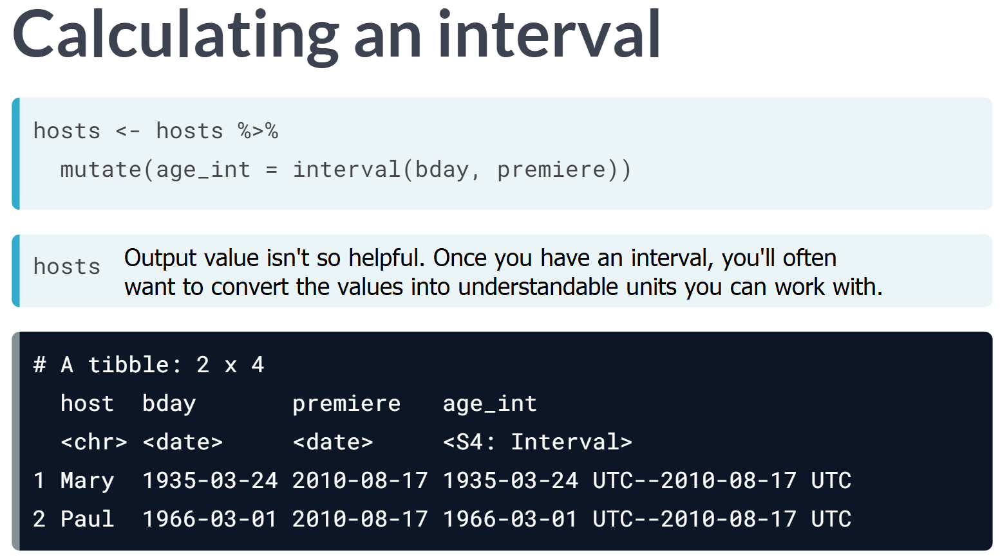 Calculating an interval
hosts <- hosts %>%
  mutate(age_int = interval(bday, premiere))
hosts
Output value isn't so helpful. Once you have an interval, you'll often
want to convert the values into understandable units you can work with.
# A tibble: 2 x 4
  host  bday       premiere   age_int
  <chr> <date>     <date>     <S4: Interval>
1 Mary  1935-03-24 2010-08-17 1935-03-24 UTC--2010-08-17 UTC
2 Paul  1966-03-01 2010-08-17 1966-03-01 UTC--2010-08-17 UTC